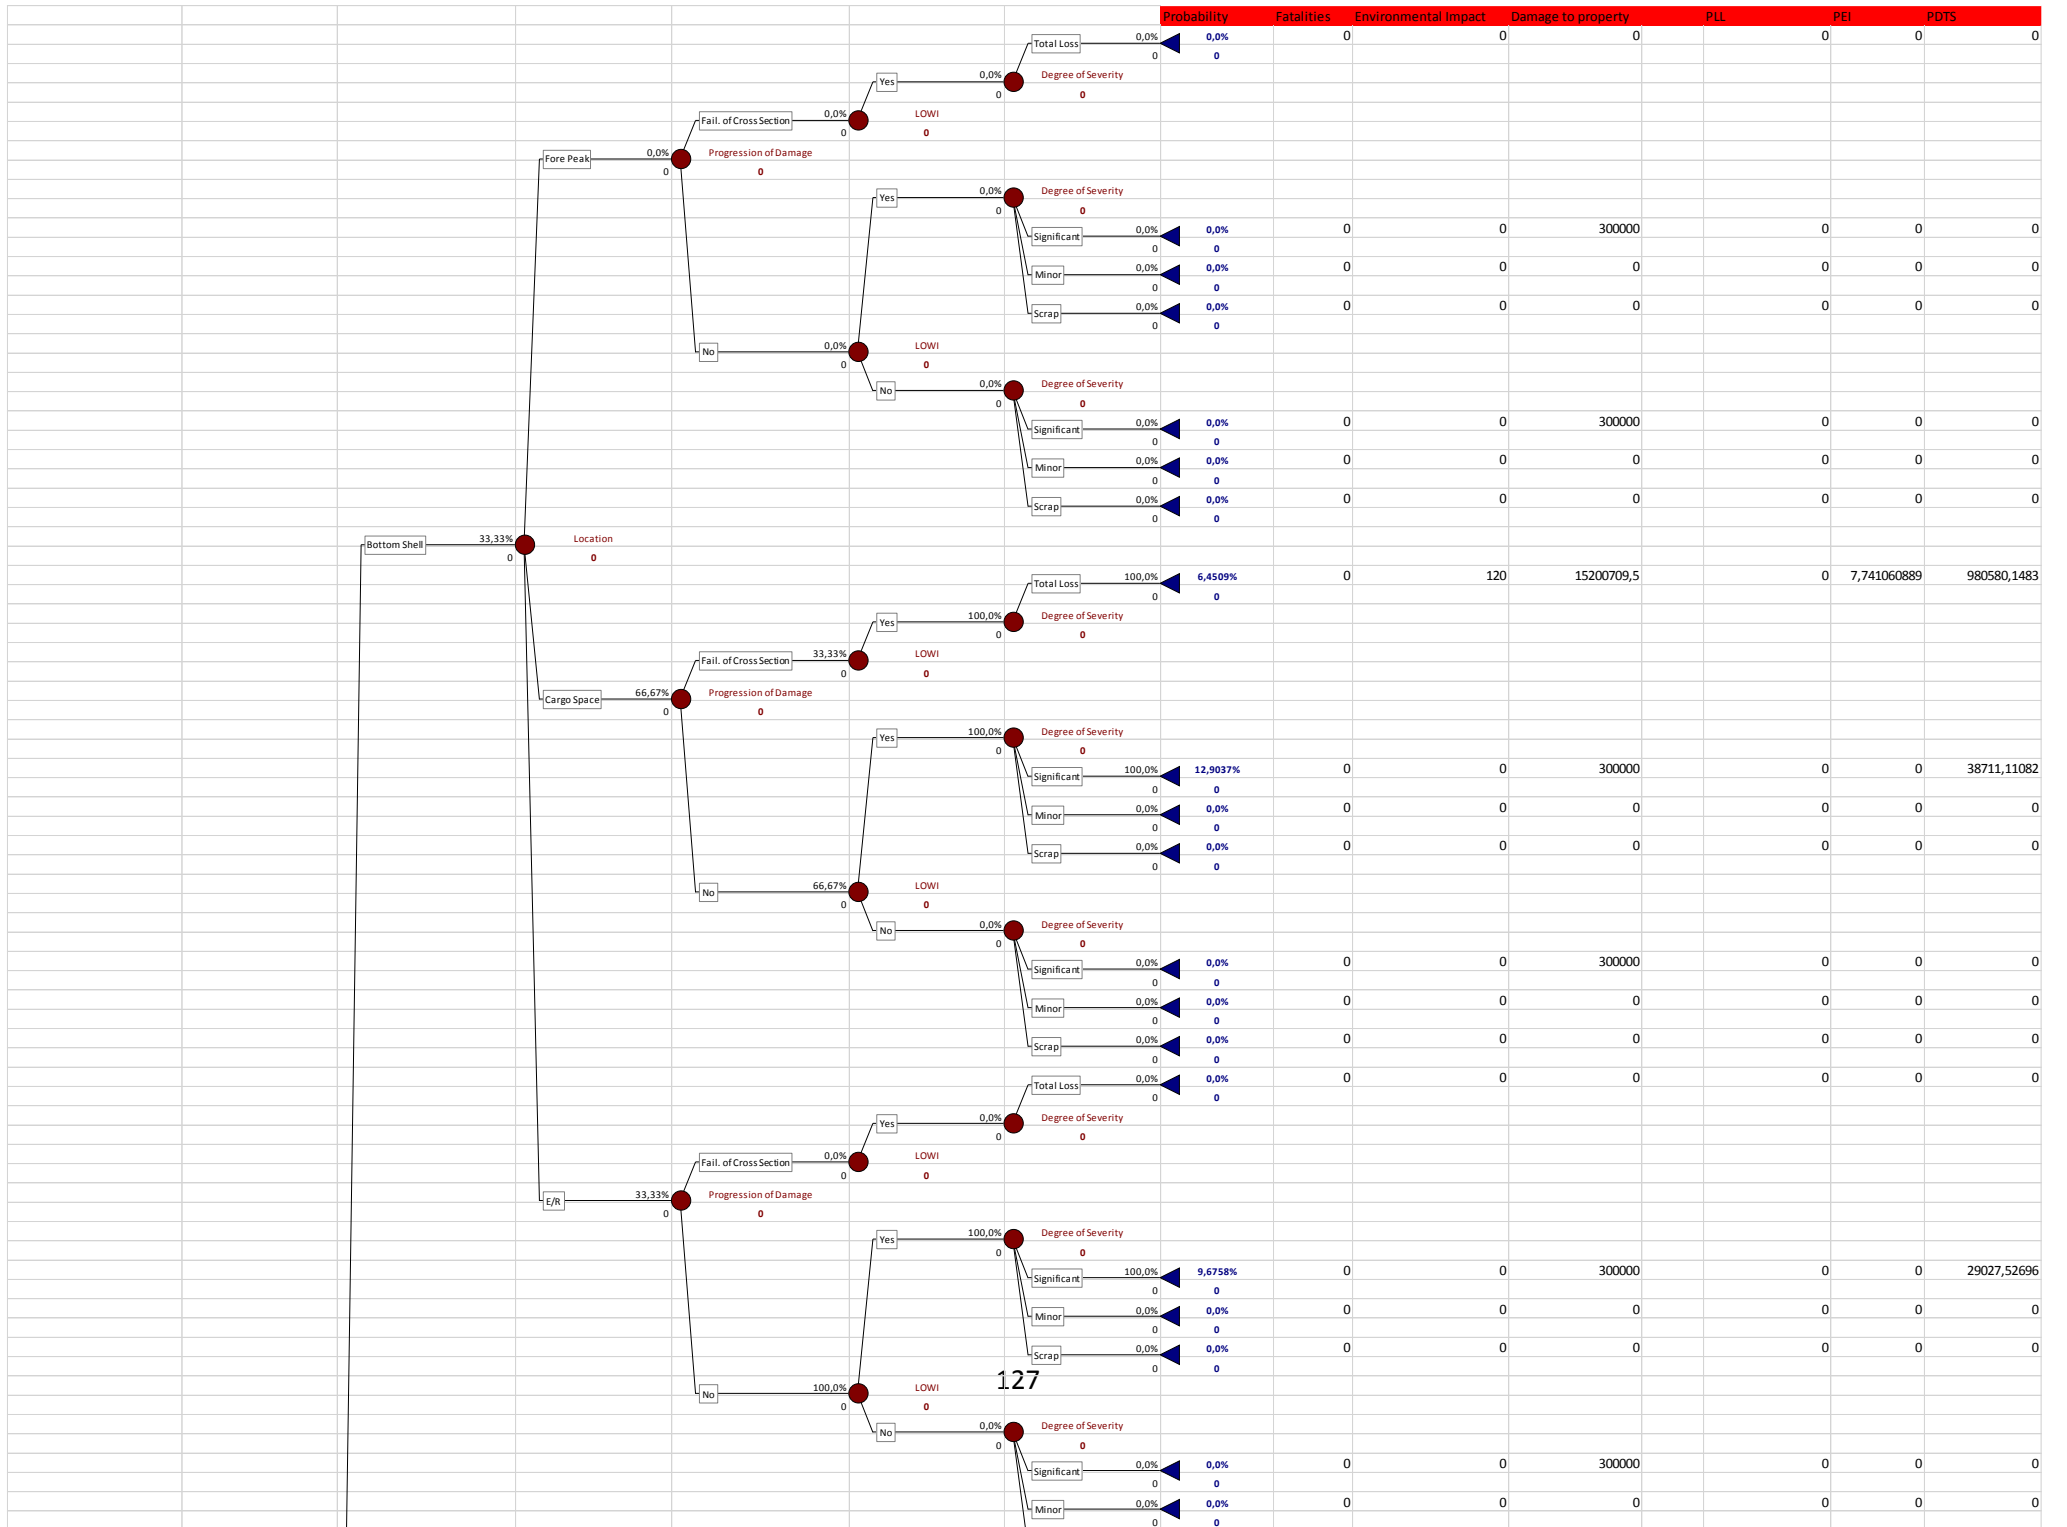 Probability Fatalities Environmental Impact Damage to property PLL PEI PDTS
Total Loss 0,0% 0,0% 0 0 0 0 0 0
0 0
Yes 0,0% Degree of Severity
0 0
Fail. of Cross Section 0,0% LOWI
0 0
Fore Peak 0,0% Progression of Damage
0 0
Yes 0,0% Degree of Severity
0 0
Significant 0,0% 0,0% 0 0 300000 0 0 0
0 0
Minor 0,0% 0,0% 0 0 0 0 0 0
0 0
Scrap 0,0% 0,0% 0 0 0 0 0 0
0 0
No 0,0% LOWI
0 0
No 0,0% Degree of Severity
0 0
Significant 0,0% 0,0% 0 0 300000 0 0 0
0 0
Minor 0,0% 0,0% 0 0 0 0 0 0
0 0
Scrap 0,0% 0,0% 0 0 0 0 0 0
0 0
Bottom Shell 33,33% Location
0 0
Total Loss 100,0% 6,4509% 0 120 15200709,5 0 7,741060889 980580,1483
0 0
Yes 100,0% Degree of Severity
0 0
Fail. of Cross Section 33,33% LOWI
0 0
Cargo Space 66,67% Progression of Damage
0 0
Yes 100,0% Degree of Severity
0 0
Significant 100,0% 12,9037% 0 0 300000 0 0 38711,11082
0 0
Minor 0,0% 0,0% 0 0 0 0 0 0
0 0
Scrap 0,0% 0,0% 0 0 0 0 0 0
0 0
No 66,67% LOWI
0 0
No 0,0% Degree of Severity
0 0
Significant 0,0% 0,0% 0 0 300000 0 0 0
0 0
Minor 0,0% 0,0% 0 0 0 0 0 0
0 0
Scrap 0,0% 0,0% 0 0 0 0 0 0
0 0
Total Loss 0,0% 0,0% 0 0 0 0 0 0
0 0
Yes 0,0% Degree of Severity
0 0
Fail. of Cross Section 0,0% LOWI
0 0
E/R 33,33% Progression of Damage
0 0
Yes 100,0% Degree of Severity
0 0
Significant 100,0% 9,6758% 0 0 300000 0 0 29027,52696
0 0
Minor 0,0% 0,0% 0 0 0 0 0 0
0 0
Scrap 0,0% 0,0% 0 0 0 0 0 0
0 0
127
No 100,0% LOWI
0 0
No 0,0% Degree of Severity
0 0
Significant 0,0% 0,0% 0 0 300000 0 0 0
0 0
Minor 0,0% 0,0% 0 0 0 0 0 0
0 0